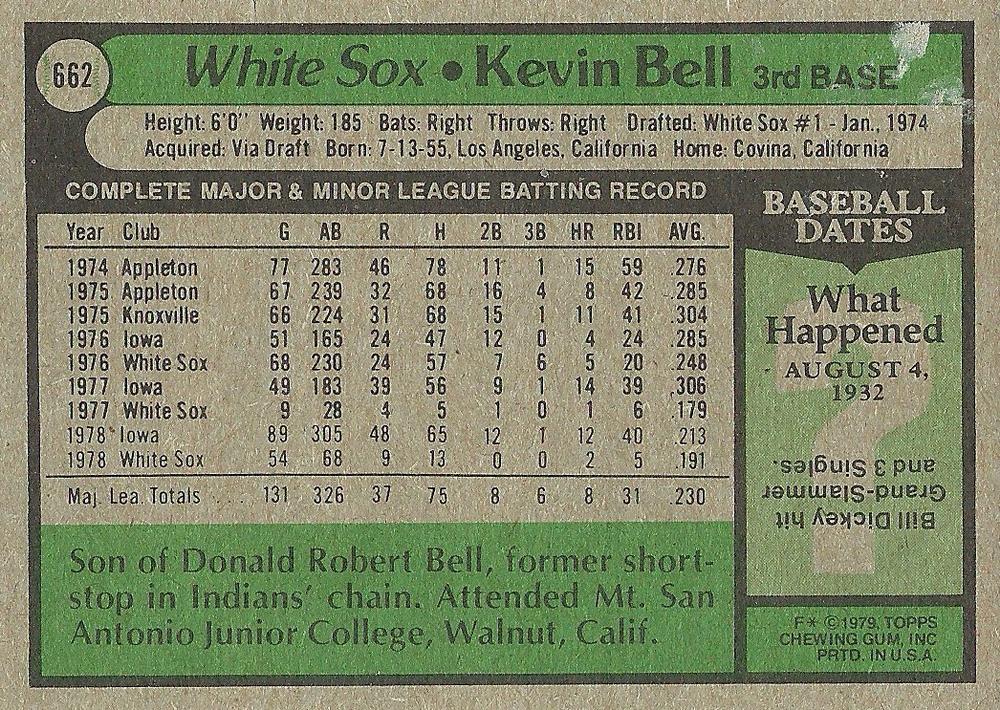 662
White Sox • Kevin Bell 3rd BASE
Height: 6'0" Weight: 185 Bats: Right Throws: Right Drafted: White Sox #1 - Jan., 1974
Acquired: Via Draft Born: 7-13-55, Los Angeles, California Home: Covina, California
COMPLETE MAJOR & MINOR LEAGUE BATTING RECORD
Year Club G AB R H 2B 3B HR RBI AVG.
1974 Appleton 77 283 46 78 11 1 15 59 .276
1975 Appleton 67 239 32 68 16 4 8 42 .285
1975 Knoxville 66 224 31 68 15 1 11 41 .304
1976 Iowa 51 165 24 47 12 0 4 24 .285
1976 White Sox 68 230 24 57 7 6 5 20 .248
1977 Iowa 49 183 39 56 9 1 14 39 .306
1977 White Sox 9 28 4 5 1 0 1 6 .179
1978 Iowa 89 305 48 65 12 1 12 40 .213
1978 White Sox 54 68 9 13 0 0 2 5 .191
Maj. Lea. Totals ... 131 326 37 75 8 6 8 31 .230
Son of Donald Robert Bell, former short-
stop in Indians' chain. Attended Mt. San
Antonio Junior College, Walnut, Calif.
BASEBALL
DATES
What
Happened
AUGUST 4,
1932
Bill Dickey hit
Grand-Slammer
and 3 Singles.
F* ©1979, TOPPS
CHEWING GUM, INC
PRTD. IN U.S.A.